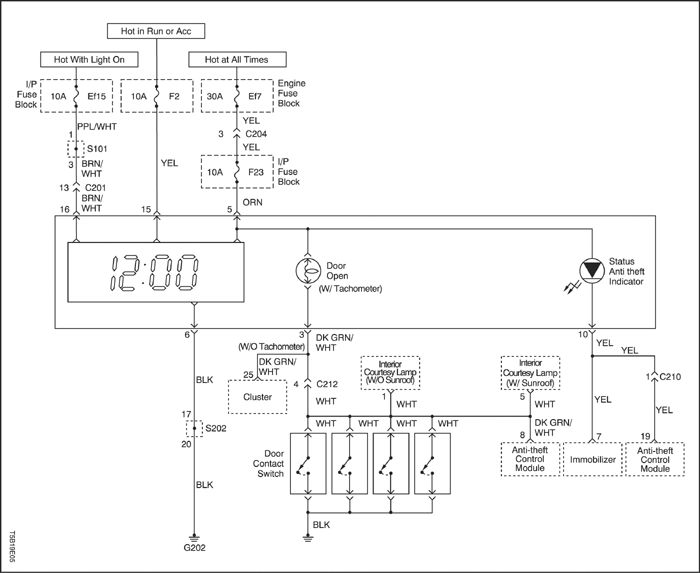 Hot in Run or Acc
Hot With Light On
Hot at All Times
I/P
Fuse
Block
10A
Ef15
10A
F2
30A
Ef7
Engine
Fuse
Block
PPL/WHT
YEL
1
S101
3
C204
3
BRN/
WHT
YEL
YEL
10A
F23
I/P
Fuse
Block
13
C201
BRN/
WHT
ORN
16
15
5
12:00
Door
Open
(W/ Tachometer)
Status
Anti theft
Indicator
6
3
10
DK GRN/
WHT
(W/O Tachometer)
YEL
YEL
DK GRN/
WHT
25
Cluster
4
C212
Interior
Courtesy Lamp
(W/O Sunroof)
Interior
Courtesy Lamp
(W/ Sunroof)
1
C210
BLK
WHT
1
WHT
5
WHT
YEL
YEL
17
S202
20
WHT
WHT
WHT
WHT
DK GRN/
WHT
8
7
19
Door
Contact
Switch
Anti-theft
Control
Module
Immobilizer
Anti-theft
Control
Module
BLK
BLK
G202
T5B19E05